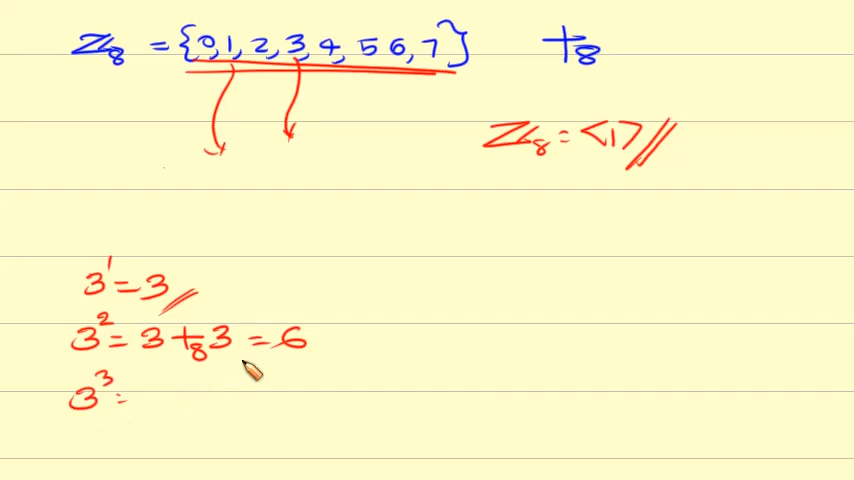 ℤ₈ = {0, 1, 2, 3, 4, 5 6, 7} +₈
ℤ₈ = <1>//
3¹ = 3 //
3² = 3 +₈ 3 = 6
3³ =